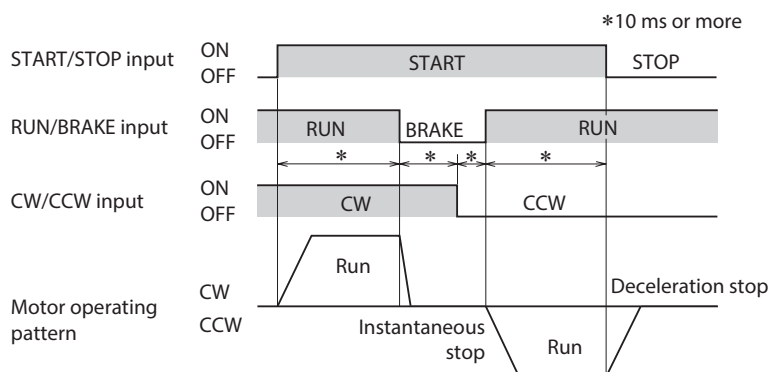 *10 ms or more
START/STOP input ON OFF START STOP
RUN/BRAKE input ON OFF RUN BRAKE RUN
* * * *
CW/CCW input ON OFF CW CCW
Motor operating pattern CW CCW Run Instantaneous stop Run Deceleration stop